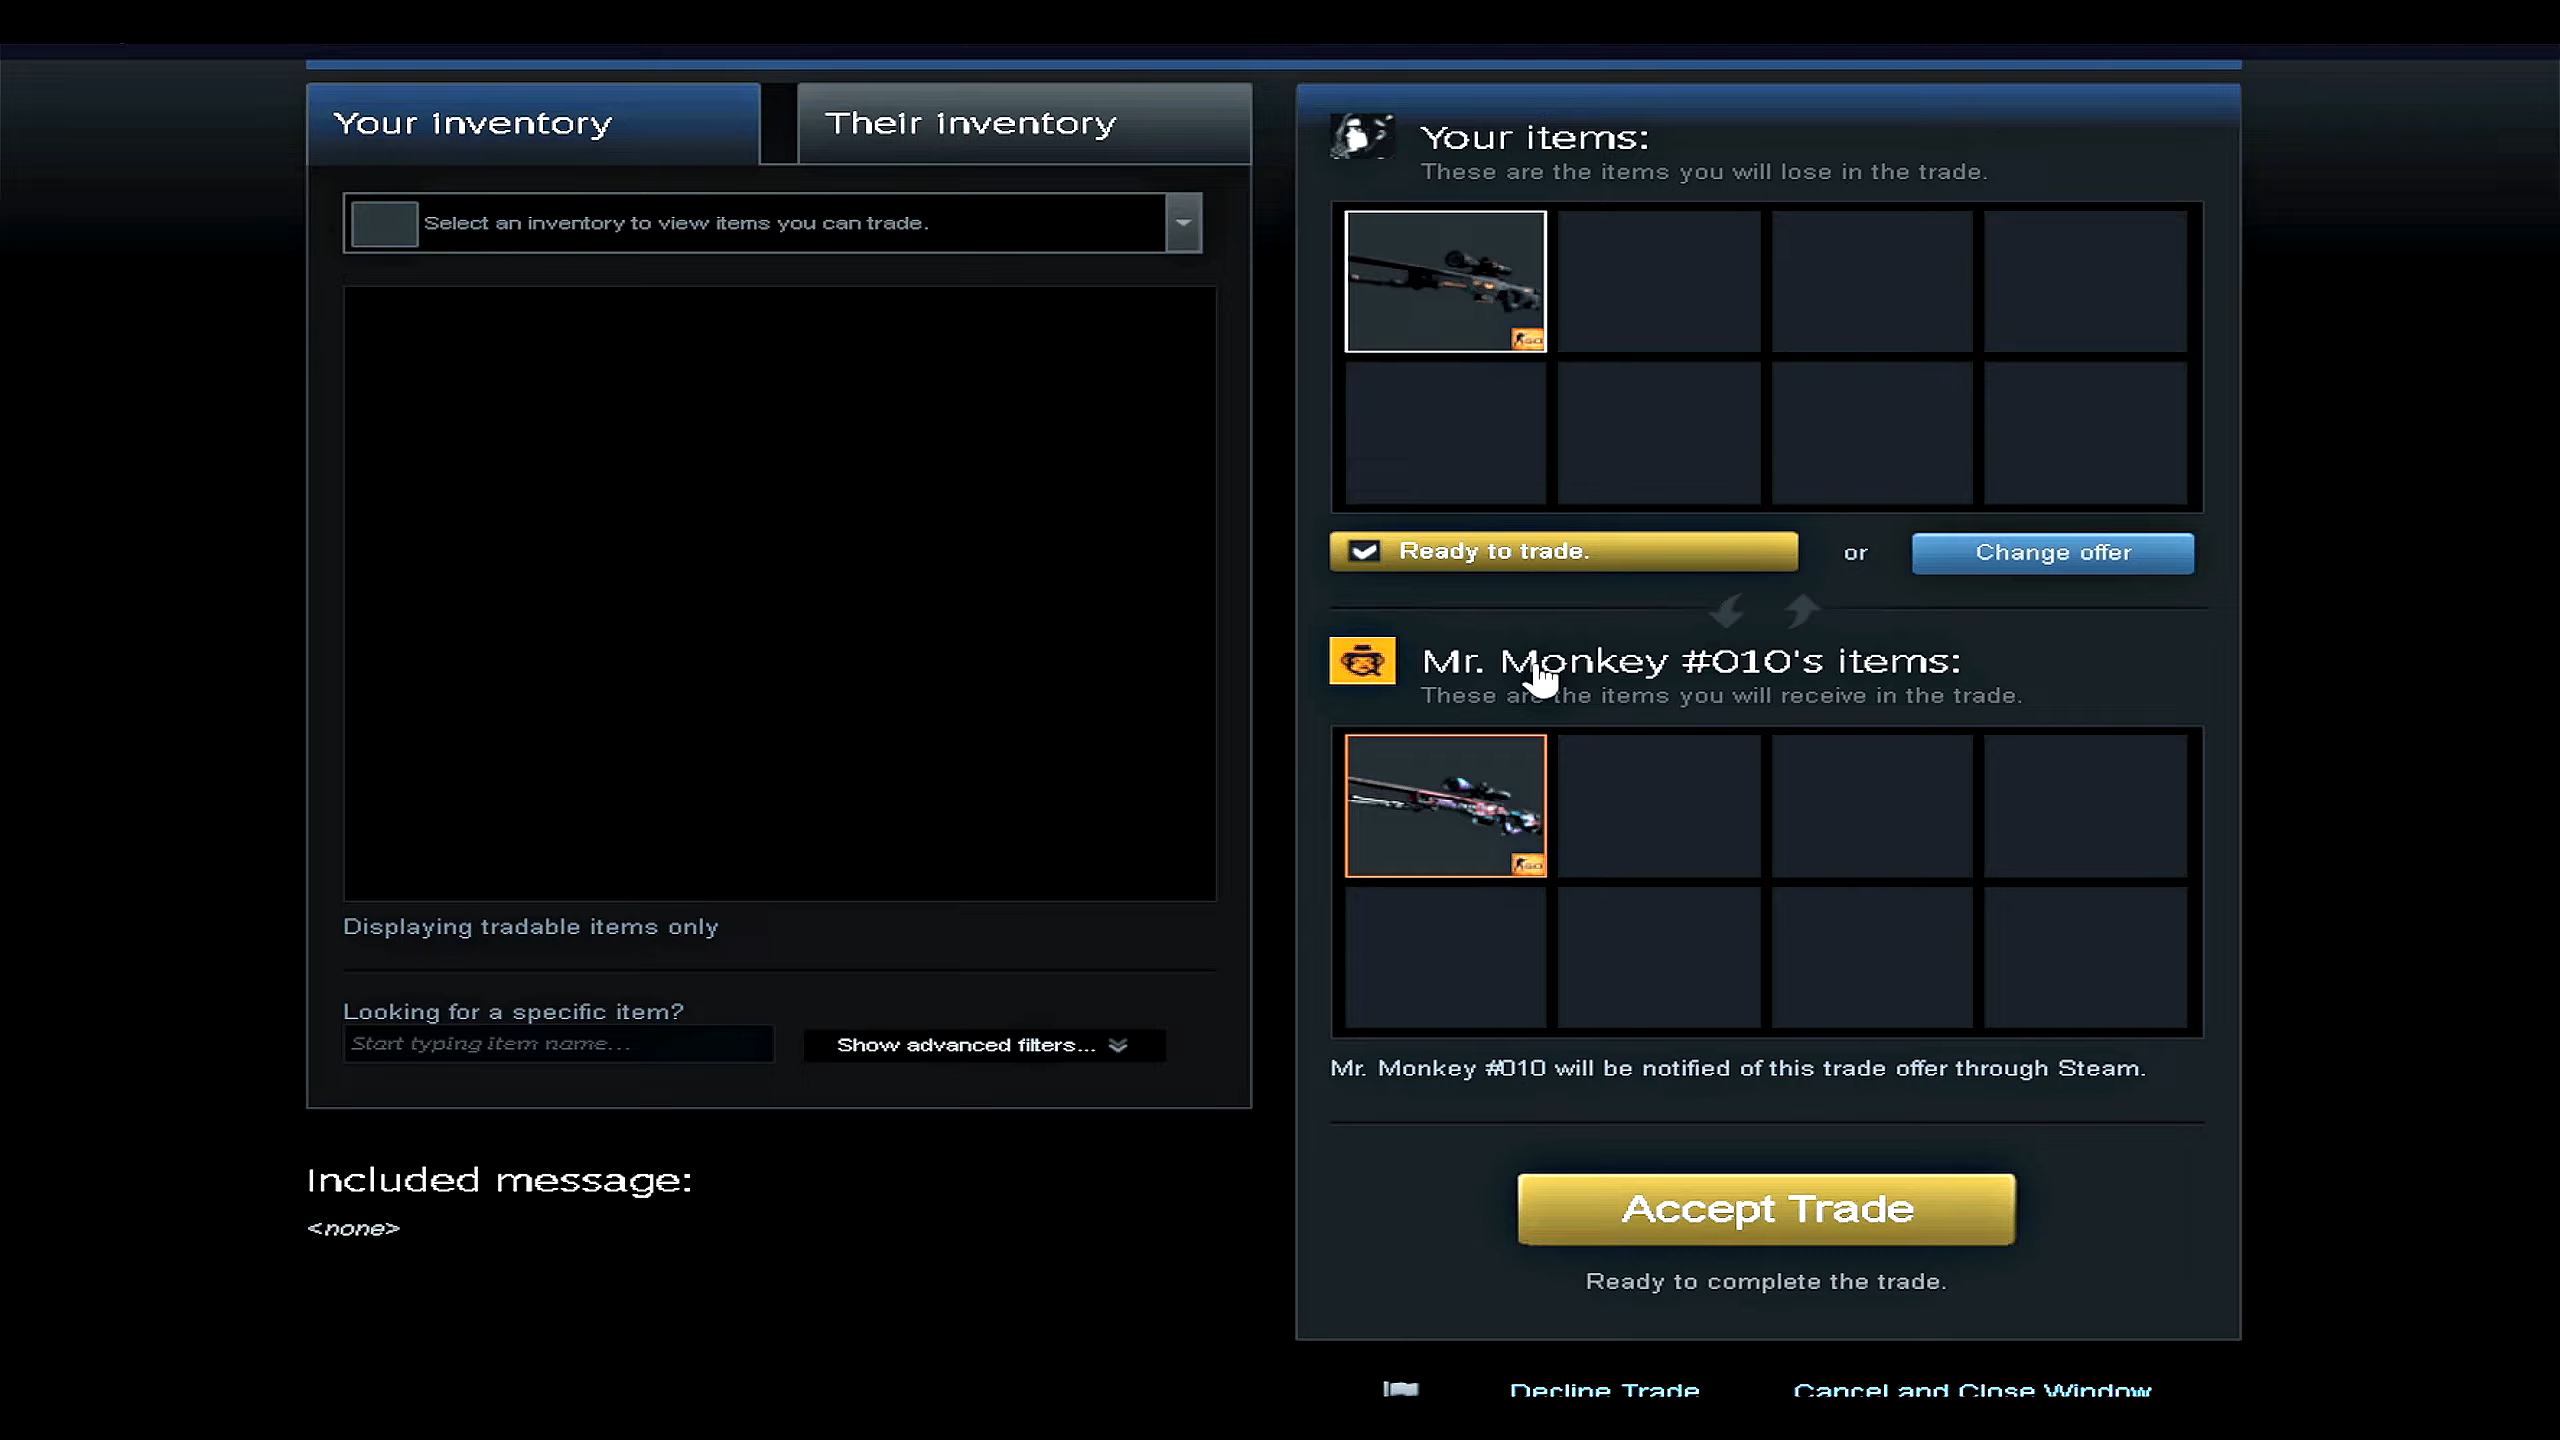 Your inventory
Their inventory
Select an inventory to view items you can trade.
Displaying tradable items only
Looking for a specific item?
Start typing item name...
Show advanced filters...
Included message:
<none>
Your items:
These are the items you will lose in the trade.
Ready to trade.
or
Change offer
Mr. Monkey #010's items:
These are the items you will receive in the trade.
Mr. Monkey #010 will be notified of this trade offer through Steam.
Accept Trade
Ready to complete the trade.
Decline Trade
Cancel and Close Window